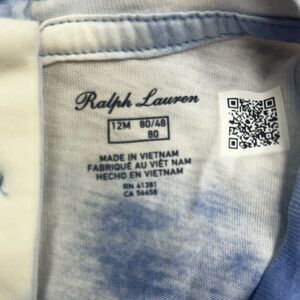 Ralph Lauren
12M 80/48
80
MADE IN VIETNAM
FABRIQUÉ AU VIÊT NAM
HECHO EN VIETNAM
RN 41381
CA 56458